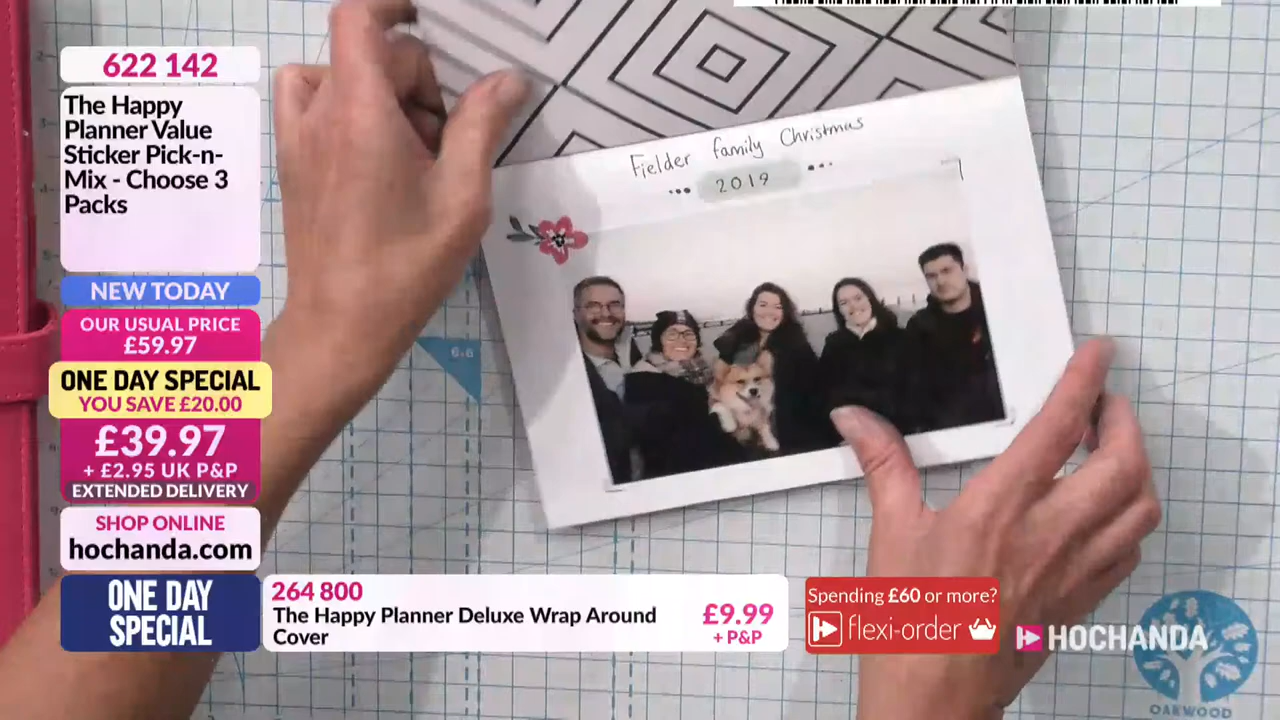 622 142
The Happy
Planner Value
Sticker Pick-n-
Mix - Choose 3
Packs
NEW TODAY
OUR USUAL PRICE
£59.97
ONE DAY SPECIAL
YOU SAVE £20.00
£39.97
+ £2.95 UK P&P
EXTENDED DELIVERY
SHOP ONLINE
hochanda.com
ONE DAY
SPECIAL
264 800
The Happy Planner Deluxe Wrap Around
Cover
£9.99
+ P&P
Spending £60 or more?
flexi-order
HOCHANDA
OAKWOOD
Fielder family Christmas
2019